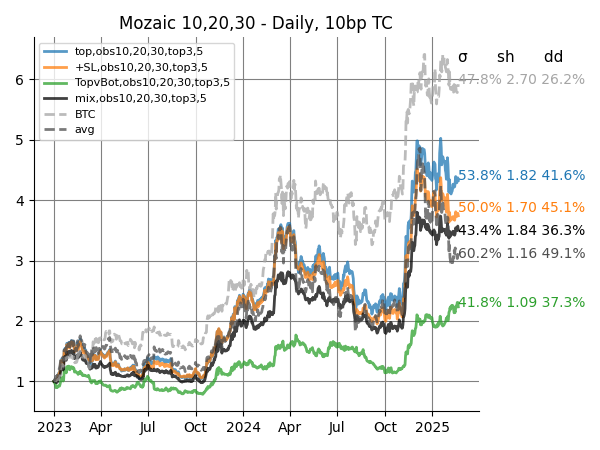 Mozaic 10,20,30 - Daily, 10bp TC
top,obs10,20,30,top3,5
+SL,obs10,20,30,top3,5
TopvBot,obs10,20,30,top3,5
mix,obs10,20,30,top3,5
BTC
avg
σ sh dd
47.8% 2.70 26.2%
53.8% 1.82 41.6%
50.0% 1.70 45.1%
43.4% 1.84 36.3%
60.2% 1.16 49.1%
41.8% 1.09 37.3%
6
5
4
3
2
1
2023 Apr Jul Oct 2024 Apr Jul Oct 2025